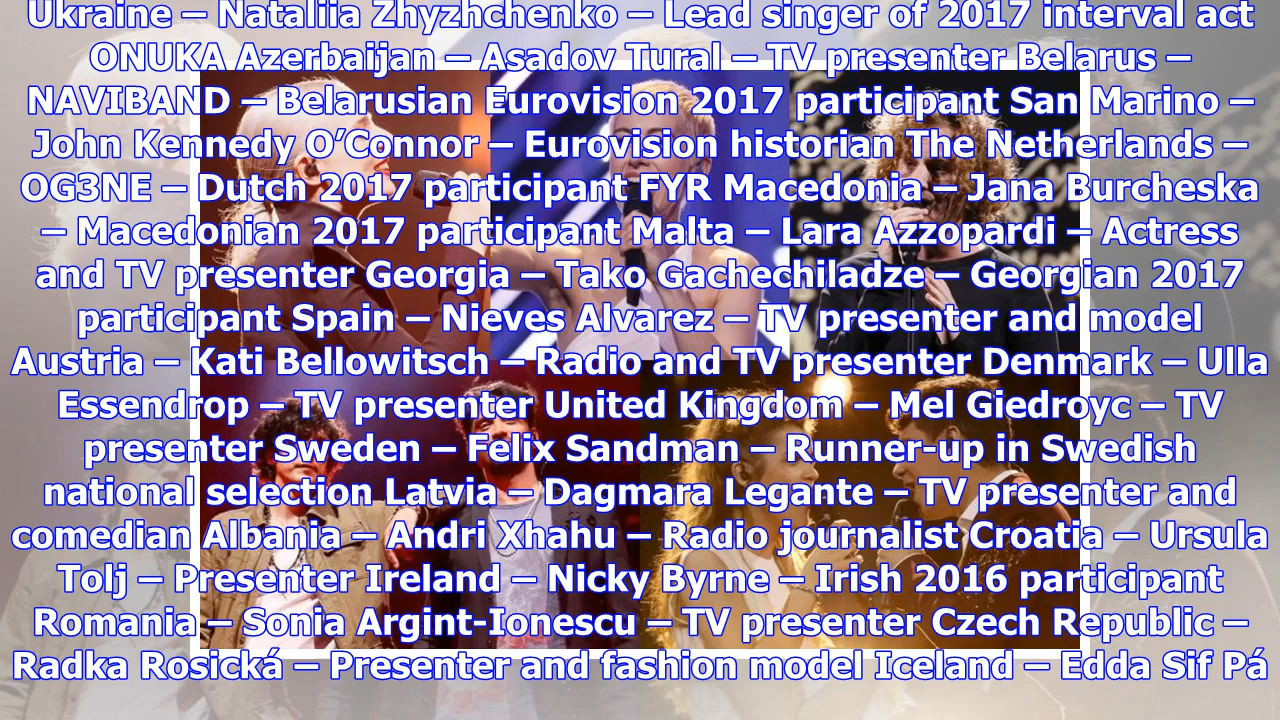 Ukraine – Nataliia Zhyzhchenko – Lead singer of 2017 interval act
ONUKA Azerbaijan – Asadov Tural – TV presenter Belarus –
NAVIBAND – Belarusian Eurovision 2017 participant San Marino –
John Kennedy O’Connor – Eurovision historian The Netherlands –
OG3NE – Dutch 2017 participant FYR Macedonia – Jana Burcheska
– Macedonian 2017 participant Malta – Lara Azzopardi – Actress
and TV presenter Georgia – Tako Gachechiladze – Georgian 2017
participant Spain – Nieves Alvarez – TV presenter and model
Austria – Kati Bellowitsch – Radio and TV presenter Denmark – Ulla
Essendrop – TV presenter United Kingdom – Mel Giedroyc – TV
presenter Sweden – Felix Sandman – Runner-up in Swedish
national selection Latvia – Dagmara Legante – TV presenter and
comedian Albania – Andri Xhahu – Radio journalist Croatia – Ursula
Tolj – Presenter Ireland – Nicky Byrne – Irish 2016 participant
Romania – Sonia Argint-Ionescu – TV presenter Czech Republic –
Radka Rosická – Presenter and fashion model Iceland – Edda Sif Pá